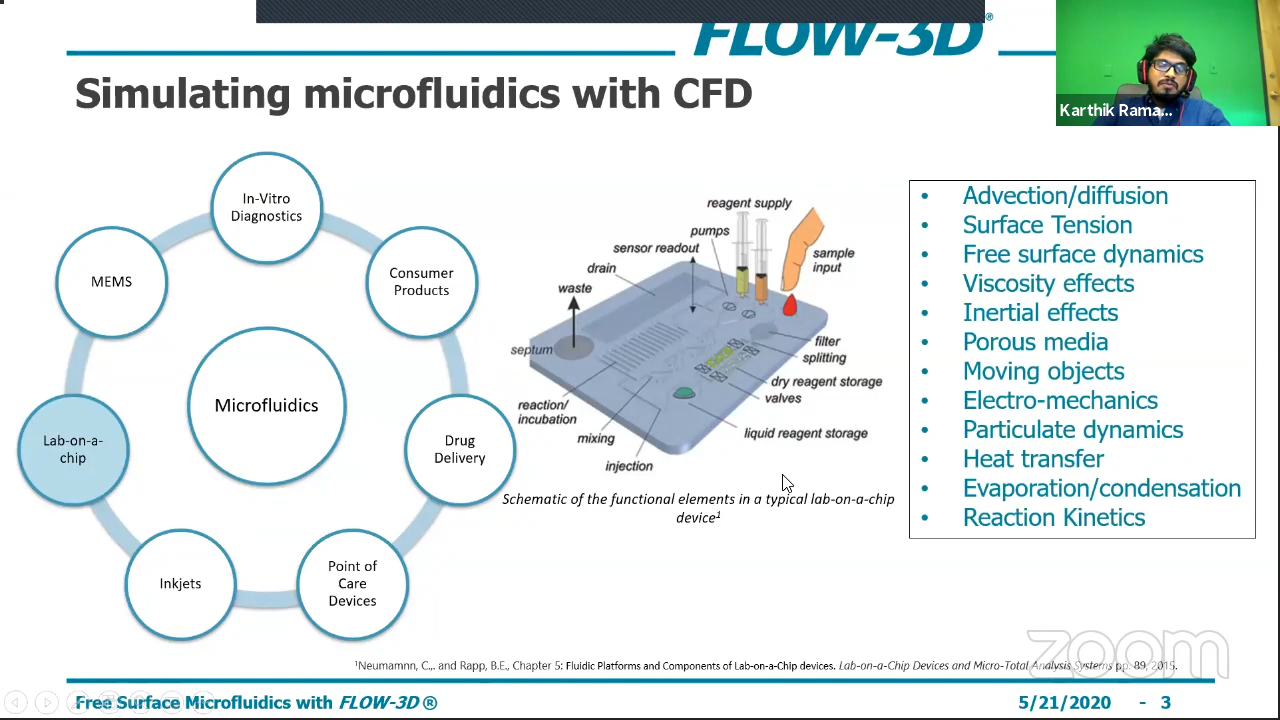 FLOW-3D®
Karthik Rama...
Simulating microfluidics with CFD
In-Vitro
Diagnostics
Consumer
Products
Drug
Delivery
Point of
Care
Devices
Inkjets
Lab-on-a-
chip
MEMS
Microfluidics
reagent supply
pumps
sensor readout
drain
waste
septum
sample
input
filter
splitting
dry reagent storage
valves
liquid reagent storage
reaction/
incubation
mixing
injection
Schematic of the functional elements in a typical lab-on-a-chip
device¹
• Advection/diffusion
• Surface Tension
• Free surface dynamics
• Viscosity effects
• Inertial effects
• Porous media
• Moving objects
• Electro-mechanics
• Particulate dynamics
• Heat transfer
• Evaporation/condensation
• Reaction Kinetics
zoom
¹Neumamnn, C,.. and Rapp, B.E., Chapter 5: Fluidic Platforms and Components of Lab-on-a-Chip devices. Lab-on-a-Chip Devices and Micro-Total Analysis Systems pp. 89, 2015.
Free Surface Microfluidics with FLOW-3D ®
5/21/2020 - 3